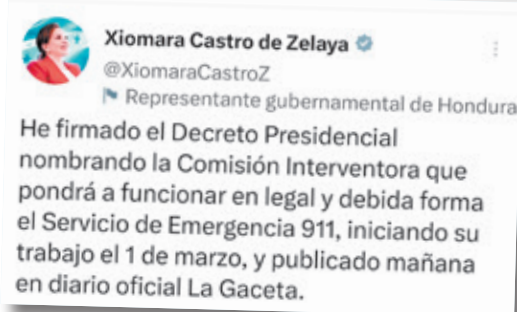 Xiomara Castro de Zelaya
@XiomaraCastroZ
Representante gubernamental de Hondura
He firmado el Decreto Presidencial
nombrando la Comisión Interventora que
pondrá a funcionar en legal y debida forma
el Servicio de Emergencia 911, iniciando su
trabajo el 1 de marzo, y publicado mañana
en diario oficial La Gaceta.